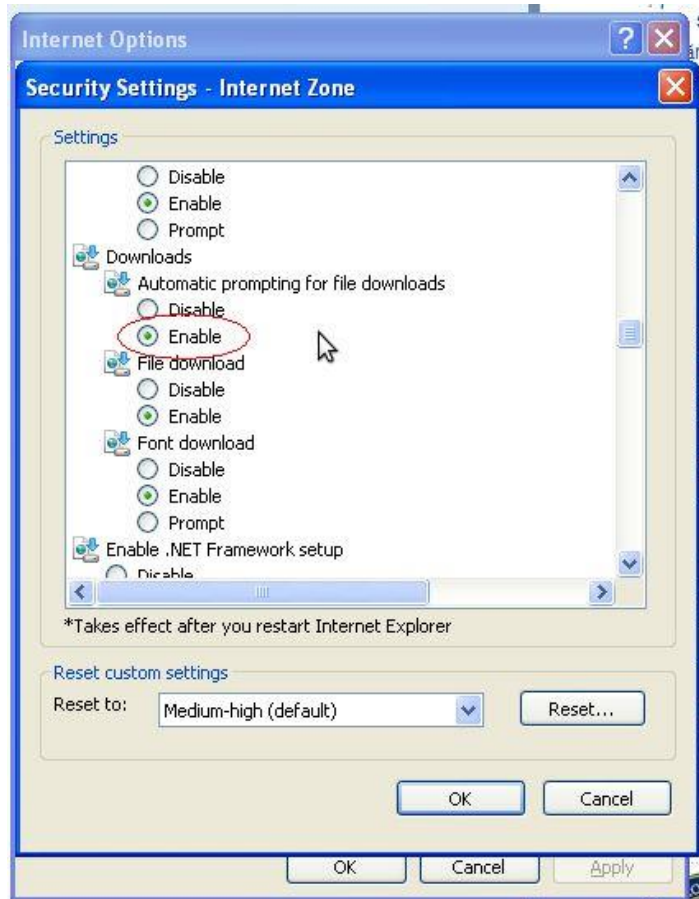 Internet Options
Security Settings - Internet Zone
Settings
Disable
Enable
Prompt
Downloads
Automatic prompting for file downloads
Disable
Enable
File download
Disable
Enable
Font download
Disable
Enable
Prompt
Enable .NET Framework setup
Disable
*Takes effect after you restart Internet Explorer
Reset custom settings
Reset to: Medium-high (default) Reset...
OK Cancel
OK Cancel Apply